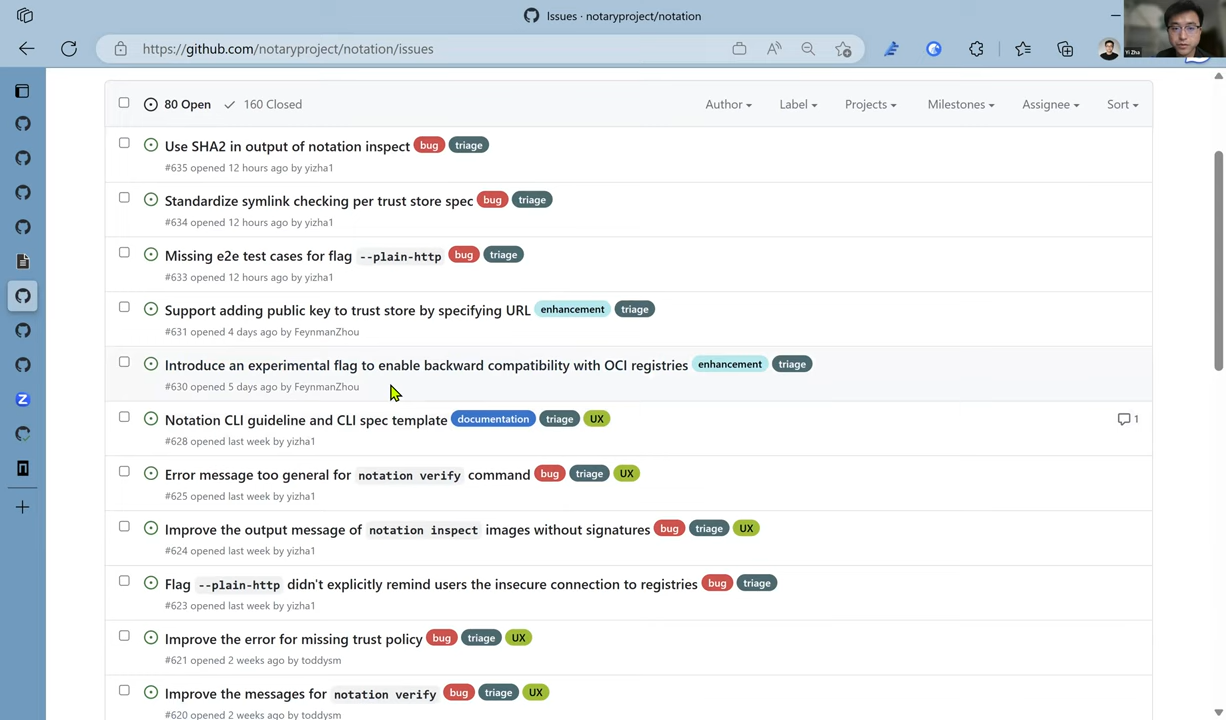 Issues · notaryproject/notation
https://github.com/notaryproject/notation/issues
Yi Zha
80 Open 160 Closed Author Label Projects Milestones Assignee Sort
Use SHA2 in output of notation inspect bug triage
#635 opened 12 hours ago by yizha1
Standardize symlink checking per trust store spec bug triage
#634 opened 12 hours ago by yizha1
Missing e2e test cases for flag --plain-http bug triage
#633 opened 12 hours ago by yizha1
Support adding public key to trust store by specifying URL enhancement triage
#631 opened 4 days ago by FeynmanZhou
Introduce an experimental flag to enable backward compatibility with OCI registries enhancement triage
#630 opened 5 days ago by FeynmanZhou
Notation CLI guideline and CLI spec template documentation triage UX 1
#628 opened last week by yizha1
Error message too general for notation verify command bug triage UX
#625 opened last week by yizha1
Improve the output message of notation inspect images without signatures bug triage UX
#624 opened last week by yizha1
Flag --plain-http didn't explicitly remind users the insecure connection to registries bug triage
#623 opened last week by yizha1
Improve the error for missing trust policy bug triage UX
#621 opened 2 weeks ago by toddysm
Improve the messages for notation verify bug triage UX
#620 opened 2 weeks ago by toddysm